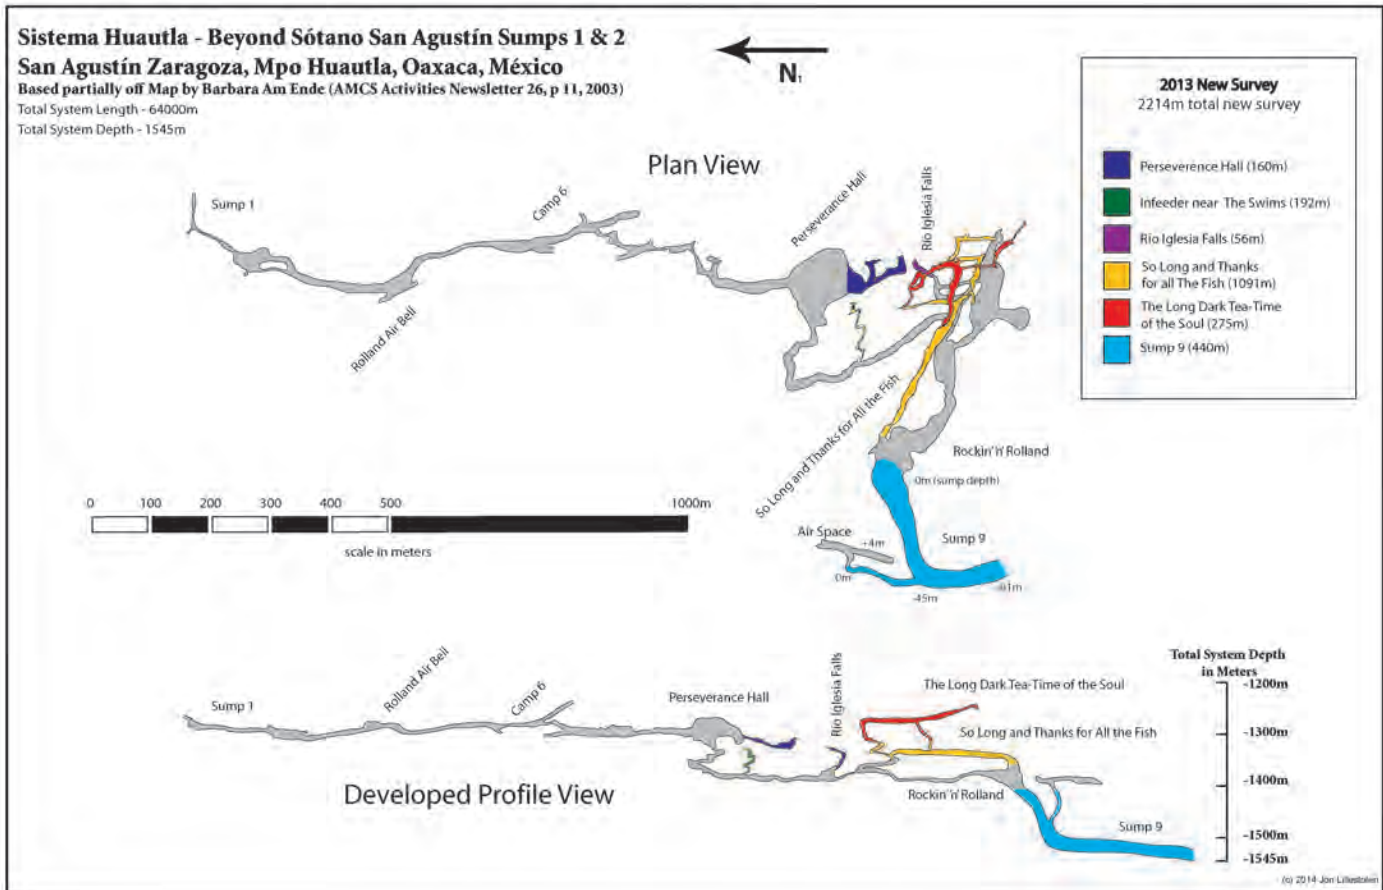 Sistema Huautla - Beyond Sótano San Agustín Sumps 1 & 2
San Agustín Zaragoza, Mpo Huautla, Oaxaca, México
Based partially off Map by Barbara Am Ende (AMCS Activities Newsletter 26, p 11, 2003)
Total System Length - 64000m
Total System Depth - 1545m
N₁
2013 New Survey
2214m total new survey
Perseverence Hall (160m)
Infeeder near The Swims (192m)
Rio Iglesia Falls (56m)
So Long and Thanks
for all The Fish (1091m)
The Long Dark Tea-Time
of the Soul (275m)
Sump 9 (440m)
Plan View
Sump 1
Rolland Air Bell
Camp 6
Perseverance Hall
Rio Iglesia Falls
So Long and Thanks for All the Fish
Rockin'n'Rolland
0m (sump depth)
Sump 9
Air Space
+4m
0m
-45m
-61m
0 100 200 300 400 500 1000m
scale in meters
Sump 1
Rolland Air Bell
Camp 6
Perseverance Hall
Rio Iglesia Falls
The Long Dark Tea-Time of the Soul
So Long and Thanks for All the Fish
Rockin'n'Rolland
Sump 9
Developed Profile View
Total System Depth
in Meters
-1200m
-1300m
-1400m
-1500m
-1545m
(c) 2014 Jon Lillestolen